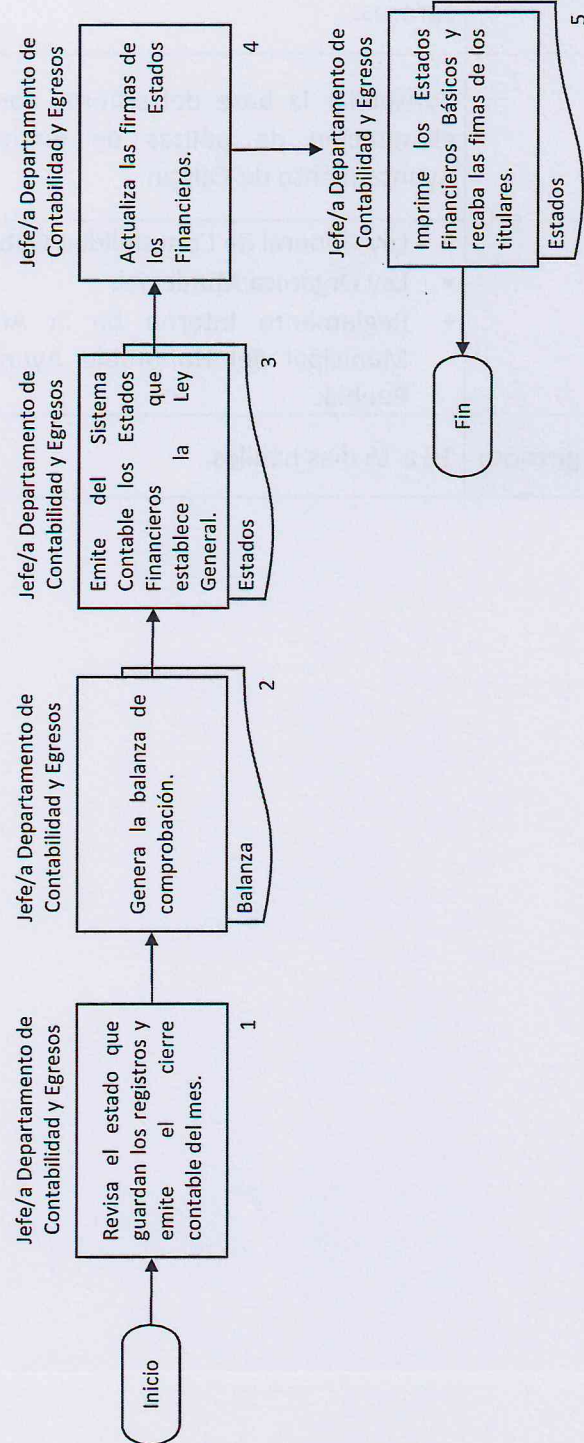 Inicio
Jefe/a Departamento de
Contabilidad y Egresos
Revisa el estado que
guardan los registros y
emite el cierre
contable del mes.
1
Jefe/a Departamento de
Contabilidad y Egresos
Genera la balanza de
comprobación.
Balanza
2
Jefe/a Departamento de
Contabilidad y Egresos
Emite del Sistema
Contable los Estados
Financieros que
establece la Ley
General.
Estados
3
Jefe/a Departamento de
Contabilidad y Egresos
Actualiza las firmas de
los Estados
Financieros.
4
Jefe/a Departamento de
Contabilidad y Egresos
Imprime los Estados
Financieros Básicos y
recaba las firmas de los
titulares.
Estados
5
Fin